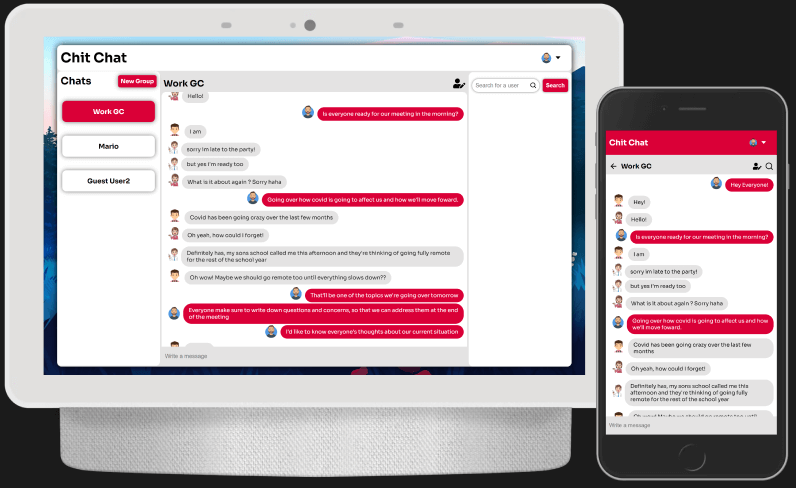 Chit Chat
Chats
New Group
Work GC
Mario
Guest User2
Work GC
Hello!
Is everyone ready for our meeting in the morning?
I am
sorry im late to the party!
but yes I'm ready too
What is it about again ? Sorry haha
Going over how covid is going to affect us and how we'll move foward.
Covid has been going crazy over the last few months
Oh yeah, how could I forget!
Definitely has, my sons school called me this afternoon and they're thinking of going fully remote
for the rest of the school year
Oh wow! Maybe we should go remote too until everything slows down??
That'll be one of the topics we're going over tomorrow
Everyone make sure to write down questions and concerns, so that we can address them at the end
of the meeting
I'd like to know everyone's thoughts about our current situation
Write a message
Search for a user
Search
Chit Chat
Work GC
Hey Everyone!
Hey!
Hello!
Is everyone ready for our meeting in the morning?
I am
sorry im late to the party!
but yes I'm ready too
What is it about again ? Sorry haha
Going over how covid is going to affect us and how
we'll move foward.
Covid has been going crazy over the last few
months
Oh yeah, how could I forget!
Definitely has, my sons school called me this
afternoon and they're thinking of going fully
remote for the rest of the school year
Oh wow! Maybe we should go remote too until
Write a message